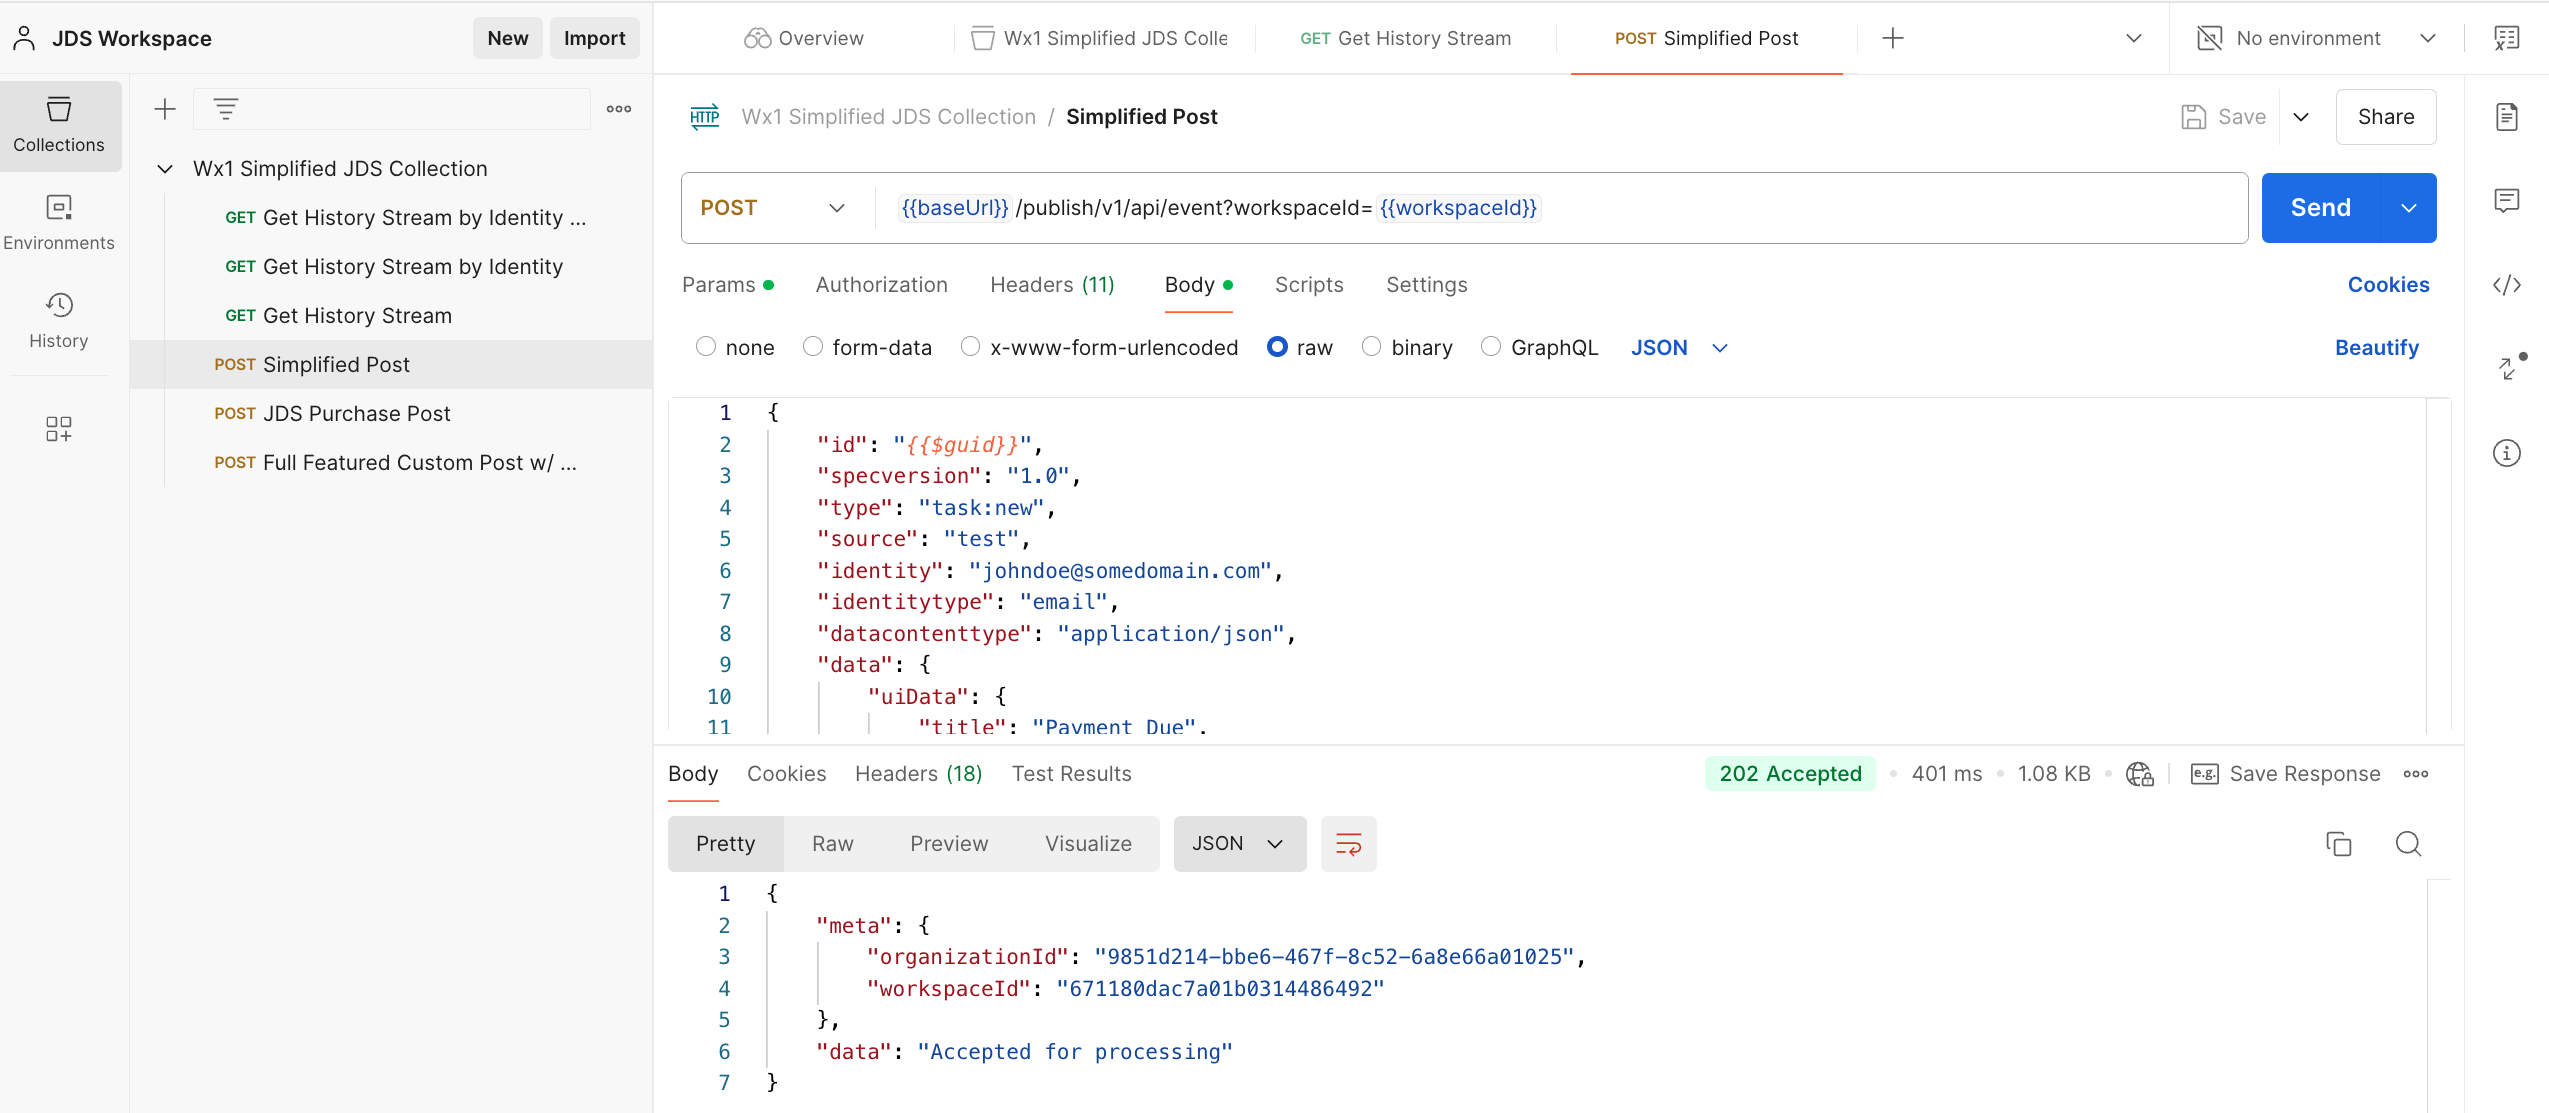 JDS Workspace
New
Import
Overview
Wx1 Simplified JDS Colle
GET Get History Stream
POST Simplified Post
No environment
Collections
Environments
History
Wx1 Simplified JDS Collection
GET Get History Stream by Identity ...
GET Get History Stream by Identity
GET Get History Stream
POST Simplified Post
POST JDS Purchase Post
POST Full Featured Custom Post w/ ...
HTTP Wx1 Simplified JDS Collection / Simplified Post
Save
Share
POST
{{baseUrl}}/publish/v1/api/event?workspaceId={{workspaceId}}
Send
Params
Authorization
Headers (11)
Body
Scripts
Settings
Cookies
none
form-data
x-www-form-urlencoded
raw
binary
GraphQL
JSON
Beautify
1 {
2 "id": "{{$guid}}",
3 "specversion": "1.0",
4 "type": "task:new",
5 "source": "test",
6 "identity": "johndoe@somedomain.com",
7 "identitytype": "email",
8 "datacontenttype": "application/json",
9 "data": {
10 "uiData": {
11 "title": "Payment Due",
Body
Cookies
Headers (18)
Test Results
202 Accepted
401 ms
1.08 KB
e.g. Save Response
Pretty
Raw
Preview
Visualize
JSON
1 {
2 "meta": {
3 "organizationId": "9851d214-bbe6-467f-8c52-6a8e66a01025",
4 "workspaceId": "671180dac7a01b0314486492"
5 },
6 "data": "Accepted for processing"
7 }